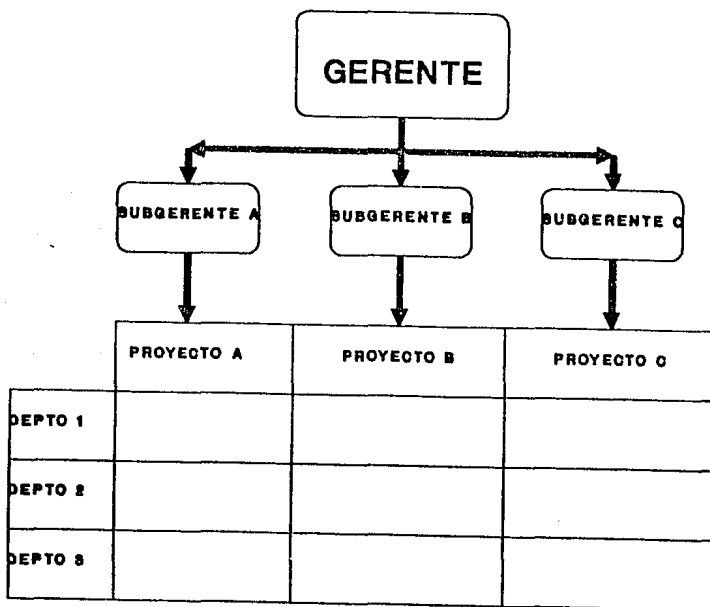 GERENTE
SUBGERENTE A
SUBGERENTE B
SUBGERENTE C
PROYECTO A
PROYECTO B
PROYECTO C
DEPTO 1
DEPTO 2
DEPTO 3